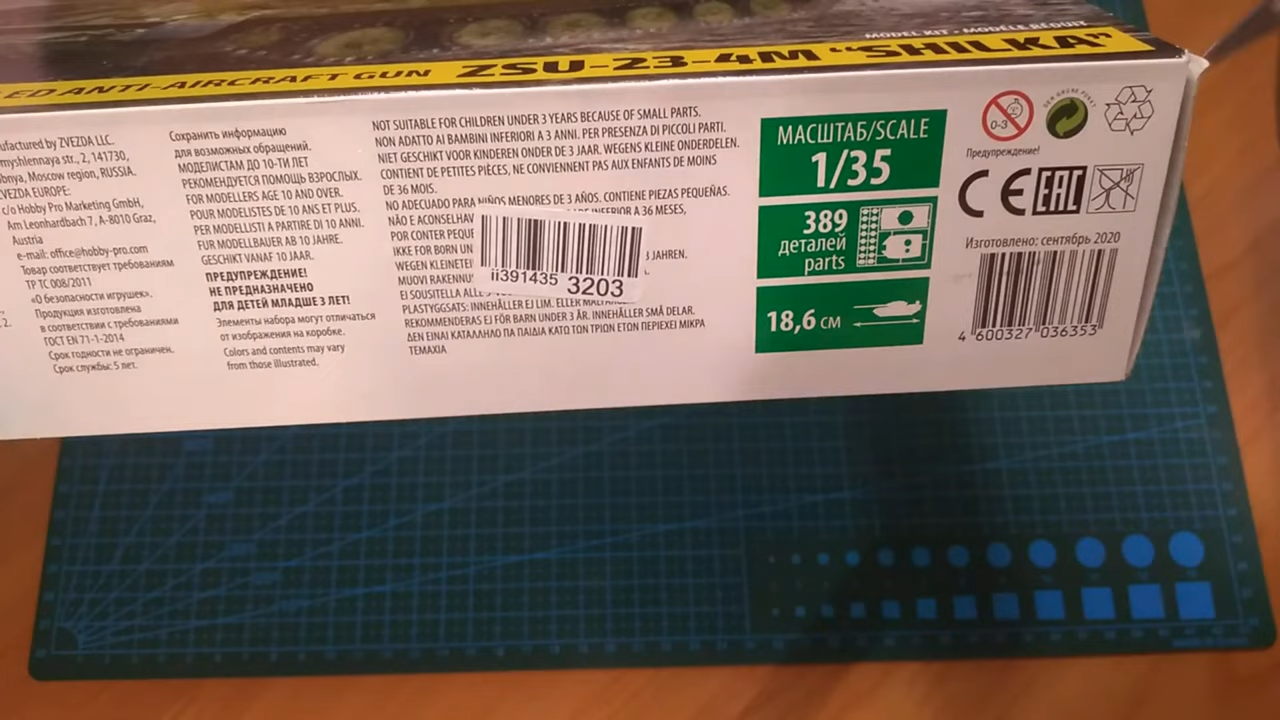 MODEL KIT • MODÈLE RÉDUIT
ED ANTI-AIRCRAFT GUN ZSU-23-4M “SHILKA”
ufactured by ZVEZDA LLC.
myshlennaya str., 2, 141730,
bnya, Moscow region, RUSSIA.
VEZDA EUROPE:
c/o Hobby Pro Marketing GmbH,
Am Leonhardbach 7, A-8010 Graz,
Austria
e-mail: office@hobby-pro.com
Товар соответствует требованиям
ТР ТС 008/2011
«О безопасности игрушек».
Продукция изготовлена
в соответствии с требованиями
ГОСТ EN 71-1-2014
Срок годности не ограничен.
Срок службы: 5 лет.
Сохранить информацию
для возможных обращений.
МОДЕЛИСТАМ ДО 10-ТИ ЛЕТ
РЕКОМЕНДУЕТСЯ ПОМОЩЬ ВЗРОСЛЫХ.
FOR MODELLERS AGE 10 AND OVER.
POUR MODELISTES DE 10 ANS ET PLUS.
PER MODELLISTI A PARTIRE DI 10 ANNI.
FUR MODELLBAUER AB 10 JAHRE.
GESCHIKT VANAF 10 JAAR.
ПРЕДУПРЕЖДЕНИЕ!
НЕ ПРЕДНАЗНАЧЕНО
ДЛЯ ДЕТЕЙ МЛАДШЕ 3 ЛЕТ!
Элементы набора могут отличаться
от изображения на коробке.
Colors and contents may vary
from those illustrated.
NOT SUITABLE FOR CHILDREN UNDER 3 YEARS BECAUSE OF SMALL PARTS.
NON ADATTO AI BAMBINI INFERIORI A 3 ANNI. PER PRESENZA DI PICCOLI PARTI.
NIET GESCHIKT VOOR KINDEREN ONDER DE 3 JAAR. WEGENS KLEINE ONDERDELEN.
CONTIENT DE PETITES PIÈCES, NE CONVIENNENT PAS AUX ENFANTS DE MOINS
DE 36 MOIS.
NO ADECUADO PARA NIÑOS MENORES DE 3 AÑOS. CONTIENE PIEZAS PEQUEÑAS.
NÃO E ACONSELHAV INFERIOR A 36 MESES,
POR CONTER PEQUE
IKKE FOR BORN UN 3 JAHREN.
WEGEN KLEINETEI
MUOVI RAKENNU
EI SOUSITELLA ALLE
PLASTYGGSATS: INNEHÅLLER EJ LIM. ELLER
REKOMMENDERAS EJ FÖR BARN UNDER 3 ÅR. INNEHÅLLER SMÅ DELAR.
ΔΕΝ ΕΙΝΑΙ ΚΑΤΑΛΛΗΛΟ ΠΑ ΠΑΙΔΙΑ ΚΑΤΩ ΤΩΝ ΤΡΙΩΝ ΕΤΩΝ ΠΕΡΙΕΧΕΙ ΜΙΚΡΑ
ΤΕΜΑΧΙΑ
ii391435 3203
МАСШТАБ/SCALE
1/35
389
деталей
parts
18,6 см
0-3
DER GRÜNE PUNKT
Предупреждение!
CE EAC
Изготовлено: сентябрь 2020
4 600327 036353